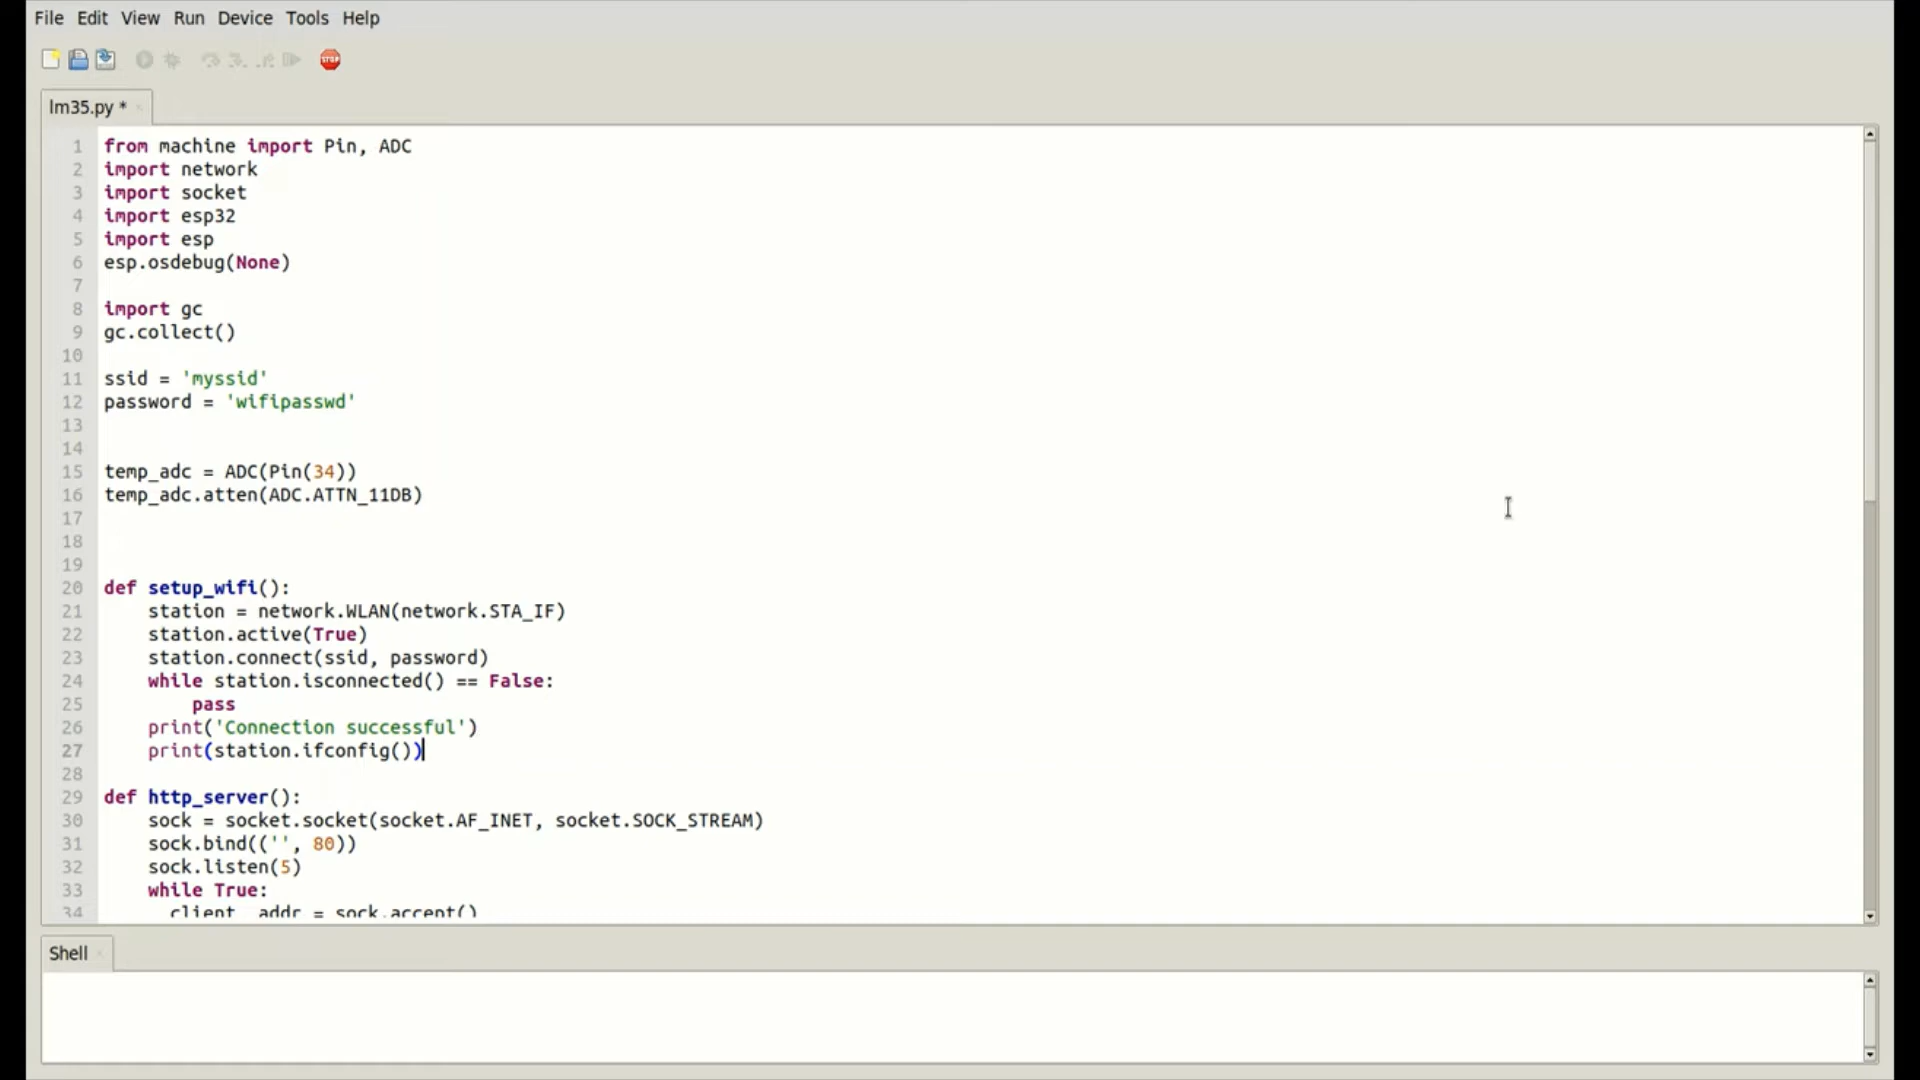 File Edit View Run Device Tools Help
STOP
lm35.py *
1 from machine import Pin, ADC
2 import network
3 import socket
4 import esp32
5 import esp
6 esp.osdebug(None)
7
8 import gc
9 gc.collect()
10
11 ssid = 'myssid'
12 password = 'wifipasswd'
13
14
15 temp_adc = ADC(Pin(34))
16 temp_adc.atten(ADC.ATTN_11DB)
17
18
19
20 def setup_wifi():
21     station = network.WLAN(network.STA_IF)
22     station.active(True)
23     station.connect(ssid, password)
24     while station.isconnected() == False:
25         pass
26     print('Connection successful')
27     print(station.ifconfig())
28
29 def http_server():
30     sock = socket.socket(socket.AF_INET, socket.SOCK_STREAM)
31     sock.bind(('', 80))
32     sock.listen(5)
33     while True:
34       client, addr = sock.accept()
Shell